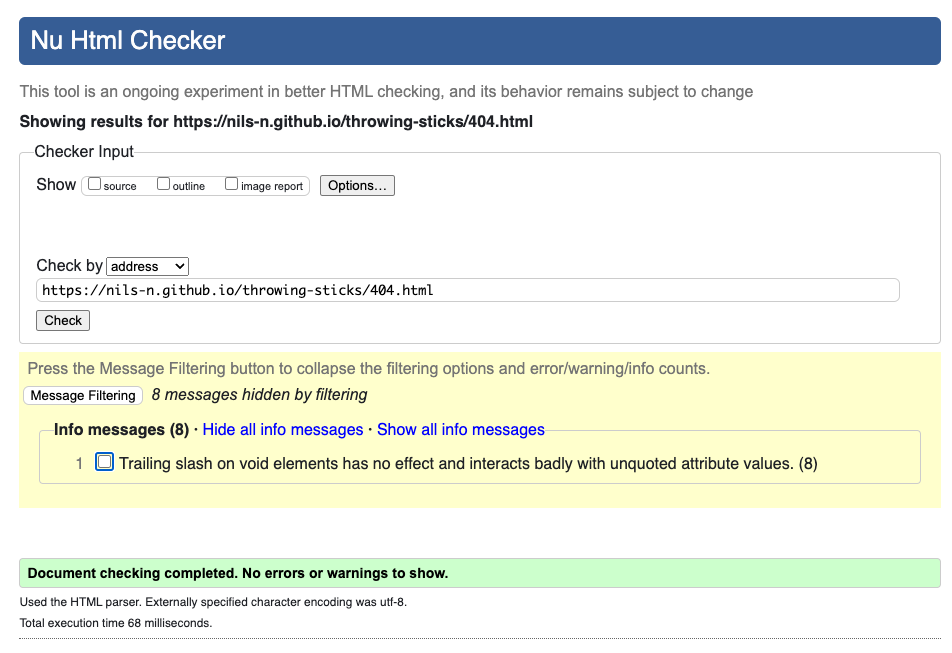 Nu Html Checker
This tool is an ongoing experiment in better HTML checking, and its behavior remains subject to change
Showing results for https://nils-n.github.io/throwing-sticks/404.html
Checker Input
Show source outline image report Options...
Check by address
https://nils-n.github.io/throwing-sticks/404.html
Check
Press the Message Filtering button to collapse the filtering options and error/warning/info counts.
Message Filtering 8 messages hidden by filtering
Info messages (8) · Hide all info messages · Show all info messages
1 Trailing slash on void elements has no effect and interacts badly with unquoted attribute values. (8)
Document checking completed. No errors or warnings to show.
Used the HTML parser. Externally specified character encoding was utf-8.
Total execution time 68 milliseconds.